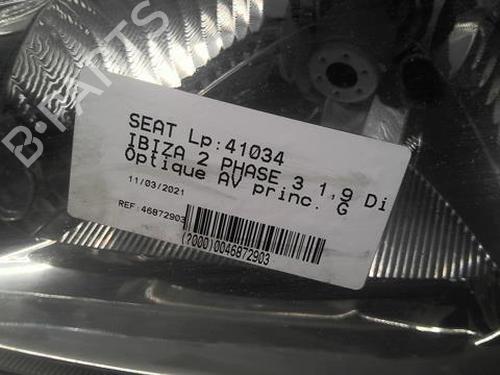 SEAT Lp:41034
IBIZA 2 PHASE 3 1,9 Di
Optique AV princ. G
11/03/2021
REF:46872903
(?000)0046872903
B-PARTS